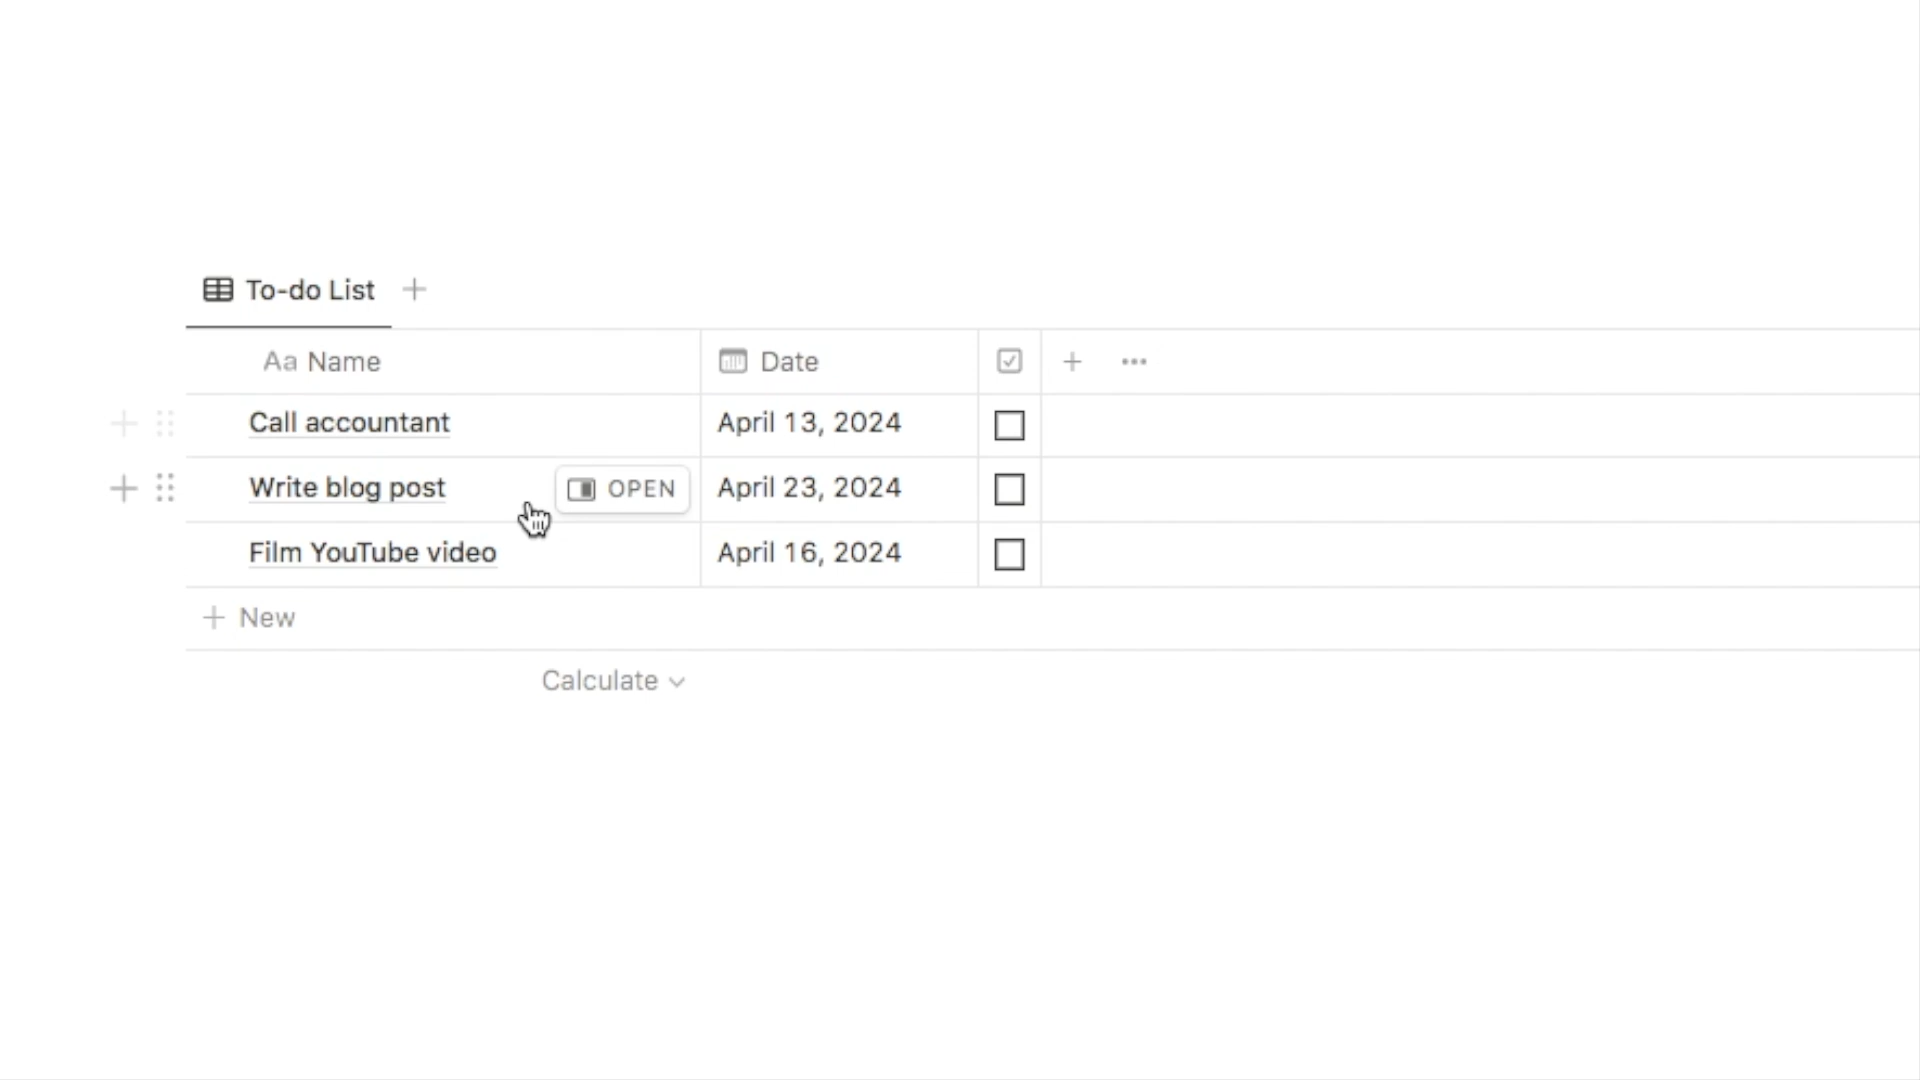 To-do List
Aa Name Date
Call accountant April 13, 2024
Write blog post OPEN April 23, 2024
Film YouTube video April 16, 2024
+ New
Calculate